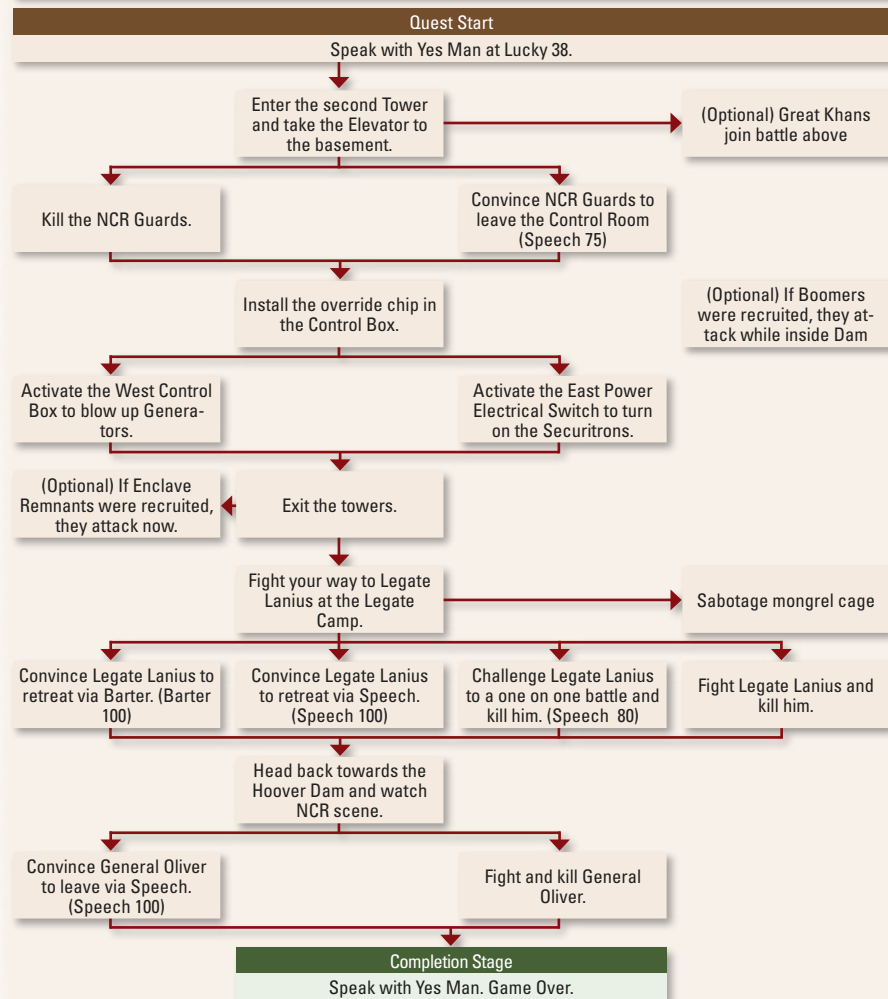 Quest Start
Speak with Yes Man at Lucky 38.
Enter the second Tower
and take the Elevator to
the basement.
(Optional) Great Khans
join battle above
Kill the NCR Guards.
Convince NCR Guards to
leave the Control Room
(Speech 75)
Install the override chip in
the Control Box.
(Optional) If Boomers
were recruited, they at-
tack while inside Dam
Activate the West Control
Box to blow up Genera-
tors.
Activate the East Power
Electrical Switch to turn
on the Securitrons.
(Optional) If Enclave
Remnants were recruited,
they attack now.
Exit the towers.
Fight your way to Legate
Lanius at the Legate
Camp.
Sabotage mongrel cage
Convince Legate Lanius to
retreat via Barter. (Barter
100)
Convince Legate Lanius
to retreat via Speech.
(Speech 100)
Challenge Legate Lanius
to a one on one battle and
kill him. (Speech 80)
Fight Legate Lanius and
kill him.
Head back towards the
Hoover Dam and watch
NCR scene.
Convince General Oliver
to leave via Speech.
(Speech 100)
Fight and kill General
Oliver.
Completion Stage
Speak with Yes Man. Game Over.